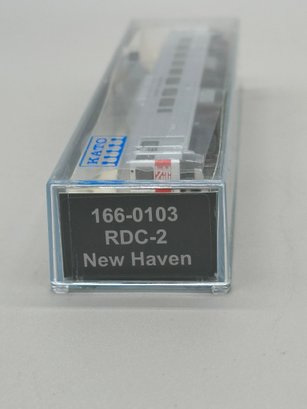 KATO
166-0103
RDC-2
New Haven